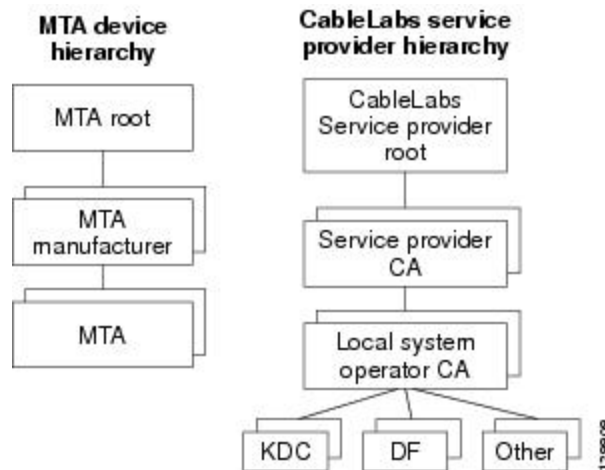 MTA device
hierarchy
MTA root
MTA
manufacturer
MTA
CableLabs service
provider hierarchy
CableLabs
Service provider
root
Service provider
CA
Local system
operator CA
KDC
DF
Other